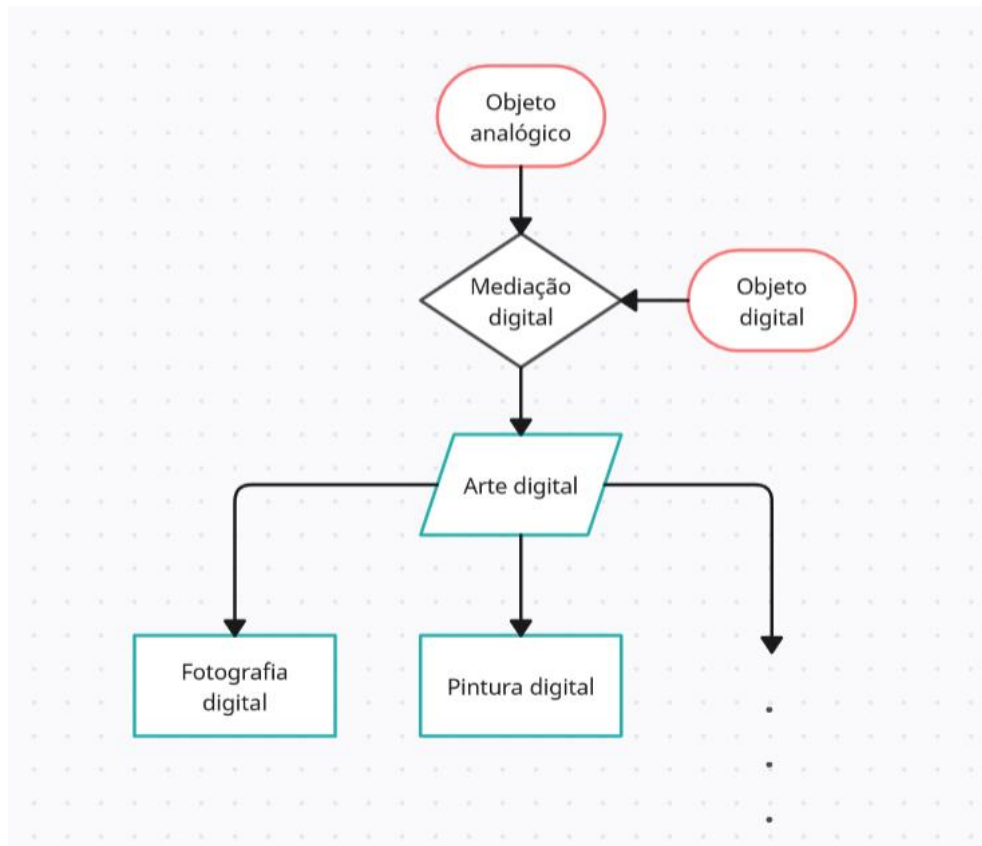 Objeto
analógico
Mediação
digital
Objeto
digital
Arte digital
Fotografia
digital
Pintura digital